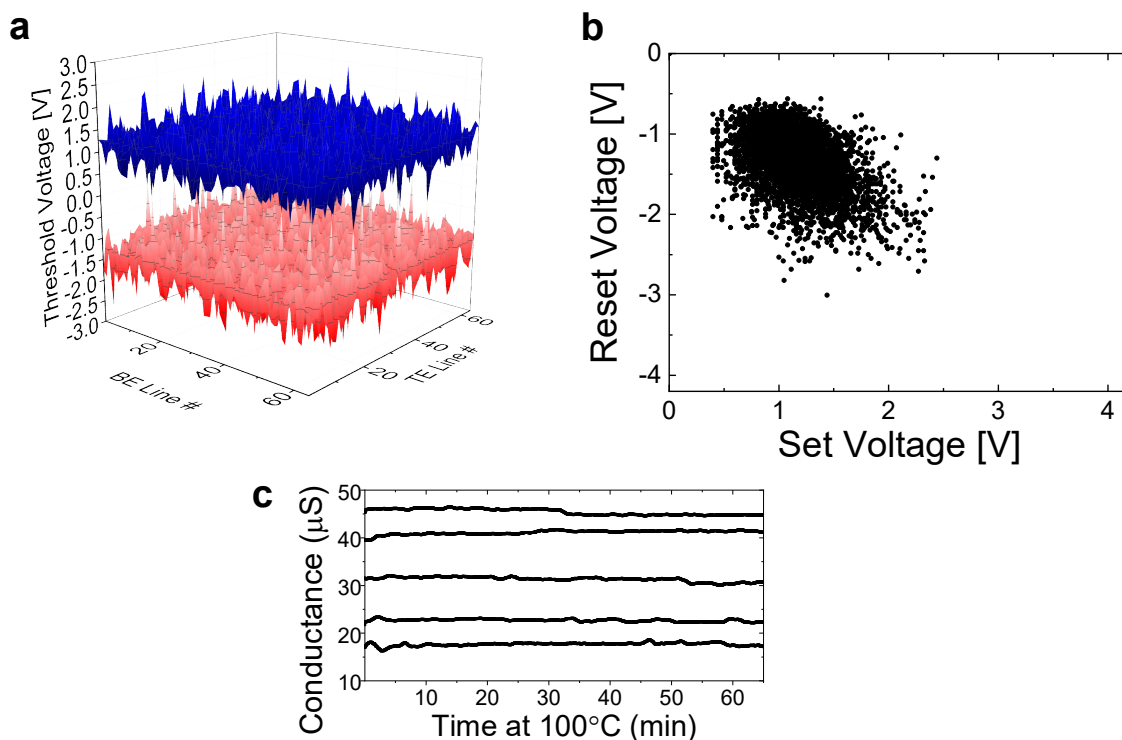 a
3.0
2.5
2.0
1.5
1.0
0.5
0.0
-0.5
-1.0
-1.5
-2.0
-2.5
-3.0
Threshold Voltage [V]
20
40
60
BE Line #
20
40
60
TE Line #
b
0
-1
-2
-3
-4
Reset Voltage [V]
0 1 2 3 4
Set Voltage [V]
c
50
40
30
20
10
Conductance (μS)
10 20 30 40 50 60
Time at 100°C (min)